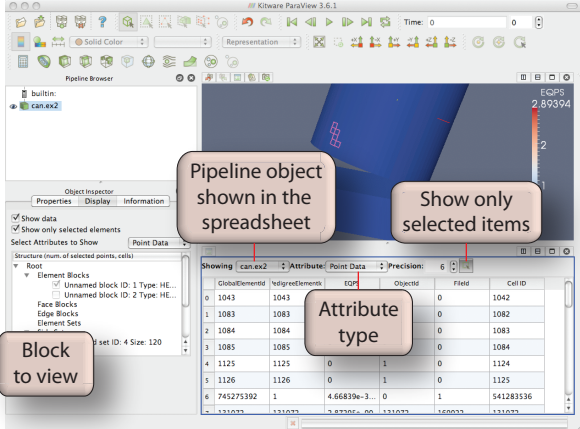 Kitware ParaView 3.6.1
Time: 0 0
Solid Color Representation
Pipeline Browser
builtin:
can.ex2
EQPS
2.89394
2
1
Object Inspector
Properties Display Information
Show data
Show only selected elements
Select Attributes to Show Point Data
Structure (num. of selected points, cells)
Root
Element Blocks
Unnamed block ID: 1 Type: HE...
Unnamed block ID: 2 Type: HE...
Face Blocks
Edge Blocks
Element Sets
set ID: 4 Size: 120
Pipeline object
shown in the
spreadsheet
Show only
selected items
Block
to view
Attribute
type
Showing can.ex2 Attribute: Point Data Precision: 6
GlobalElementId PedigreeElementId EQPS ObjectId FileId Cell ID
0 1043 1043 0 1042
1 1083 1083 0 1082
2 1084 1084 0 1083
3 1085 1085 0 1084
4 1125 1125 0 1 0 1124
5 1126 1126 0 1 0 1125
6 745275392 1 4.66839e-3... 0 1 541283536